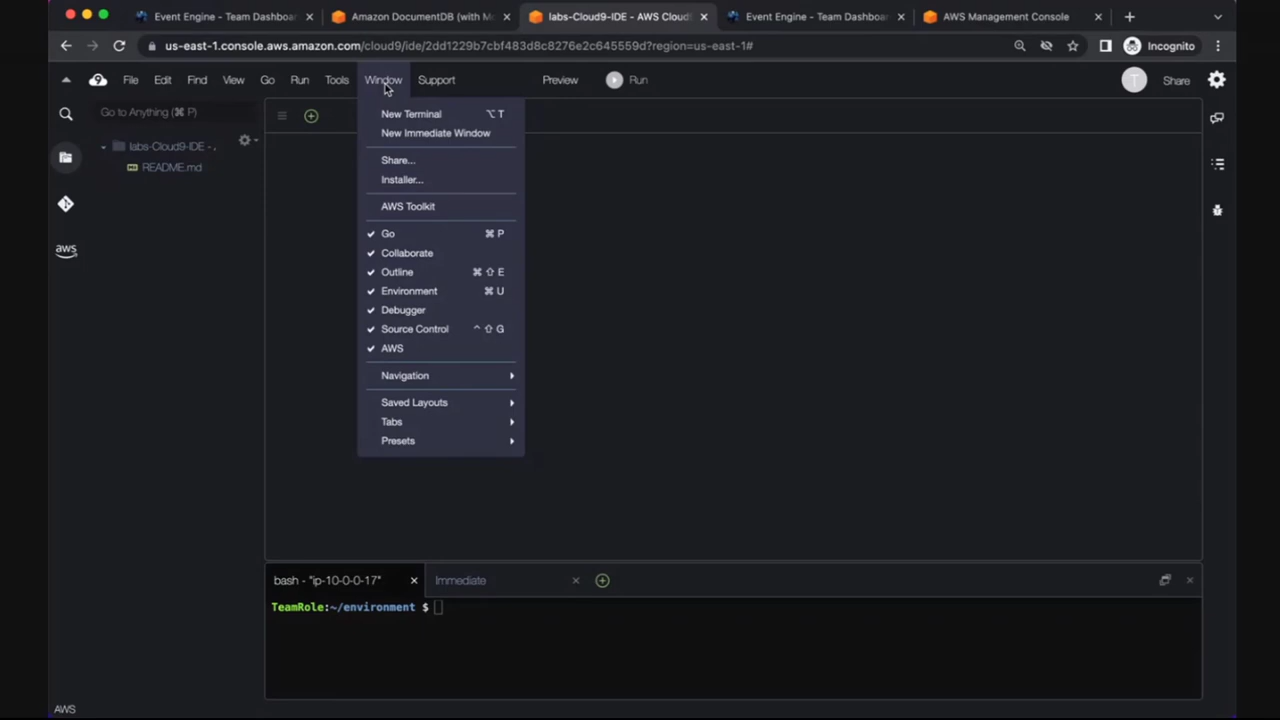 Event Engine - Team Dashboar
Amazon DocumentDB (with Mo
labs-Cloud9-IDE - AWS Cloud
Event Engine - Team Dashboar
AWS Management Console
us-east-1.console.aws.amazon.com/cloud9/ide/2dd1229b7cbf483d8c8276e2c645559d?region=us-east-1#
Incognito
9 File Edit Find View Go Run Tools Window Support Preview Run
T Share
Go to Anything (⌘ P)
New Terminal ⌥ T
New Immediate Window
labs-Cloud9-IDE - .
README.md
Share...
Installer...
AWS Toolkit
aws
Go ⌘ P
Collaborate
Outline ⌘ ⇧ E
Environment ⌘ U
Debugger
Source Control ^ ⇧ G
AWS
Navigation
Saved Layouts
Tabs
Presets
bash - "ip-10-0-0-17"
Immediate
TeamRole:~/environment $
AWS